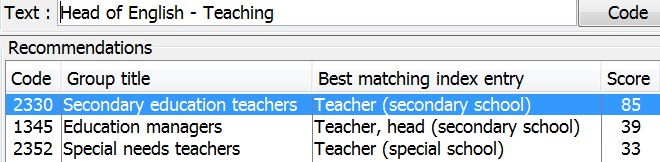 Text : Head of English - Teaching Code
Recommendations
Code Group title Best matching index entry Score
2330 Secondary education teachers Teacher (secondary school) 85
1345 Education managers Teacher, head (secondary school) 39
2352 Special needs teachers Teacher (special school) 33